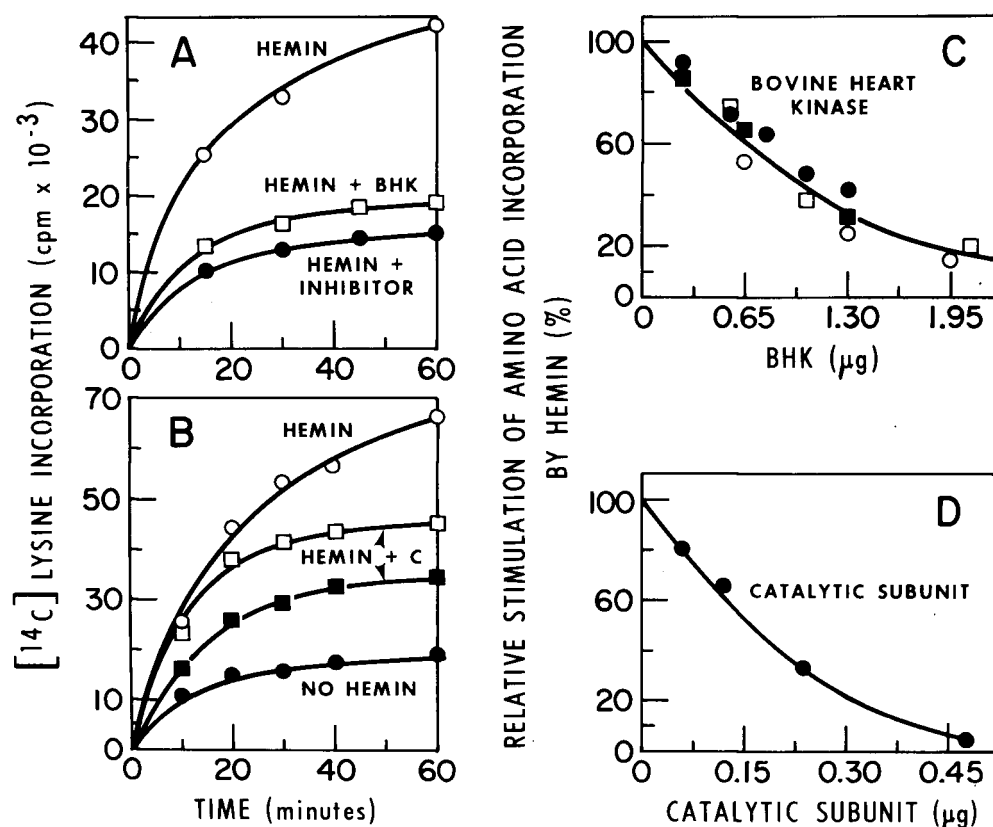 [¹⁴C] LYSINE INCORPORATION (cpm x 10⁻³)
A
40
30
20
10
0
HEMIN
HEMIN + BHK
HEMIN +
INHIBITOR
0
20
40
60
B
70
50
30
10
0
HEMIN
HEMIN + C
NO HEMIN
0
20
40
60
TIME (minutes)
RELATIVE STIMULATION OF AMINO ACID INCORPORATION
BY HEMIN (%)
C
100
60
20
0
BOVINE HEART
KINASE
0
0.65
1.30
1.95
BHK (μg)
D
100
60
20
0
CATALYTIC SUBUNIT
0
0.15
0.30
0.45
CATALYTIC SUBUNIT (μg)